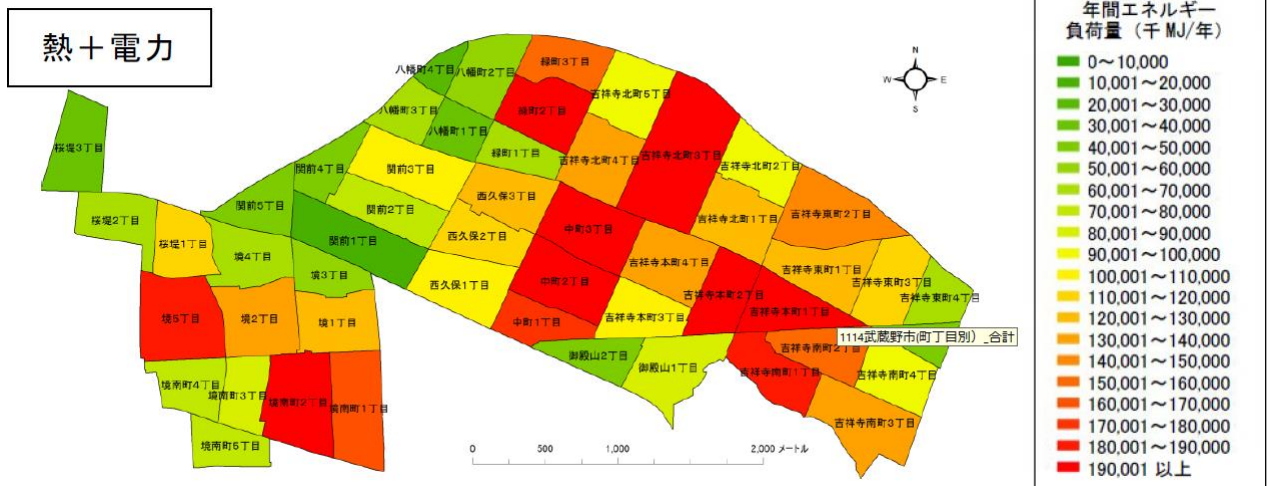 熱+電力
年間エネルギー
負荷量(千 MJ/年)
0～10,000
10,001～20,000
20,001～30,000
30,001～40,000
40,001～50,000
50,001～60,000
60,001～70,000
70,001～80,000
80,001～90,000
90,001～100,000
100,001～110,000
110,001～120,000
120,001～130,000
130,001～140,000
140,001～150,000
150,001～160,000
160,001～170,000
170,001～180,000
180,001～190,000
190,001 以上
N
W
E
S
八幡町4丁目
八幡町2丁目
緑町3丁目
吉祥寺北町5丁目
八幡町3丁目
緑町2丁目
八幡町1丁目
桜堤3丁目
緑町1丁目
吉祥寺北町4丁目
吉祥寺北町3丁目
吉祥寺北町2丁目
関前4丁目
関前3丁目
西久保3丁目
関前5丁目
関前2丁目
吉祥寺北町1丁目
吉祥寺東町2丁目
桜堤2丁目
桜堤1丁目
関前1丁目
西久保2丁目
中町3丁目
境4丁目
吉祥寺本町4丁目
吉祥寺東町1丁目
境3丁目
西久保1丁目
中町2丁目
吉祥寺本町2丁目
吉祥寺東町3丁目
吉祥寺東町4丁目
境5丁目
境2丁目
境1丁目
中町1丁目
吉祥寺本町3丁目
吉祥寺本町1丁目
1114武蔵野市(町丁目別)_合計
御殿山2丁目
御殿山1丁目
吉祥寺南町2丁目
吉祥寺南町1丁目
吉祥寺南町4丁目
境南町4丁目
境南町3丁目
境南町2丁目
境南町1丁目
吉祥寺南町3丁目
境南町5丁目
0
500
1,000
2,000 メートル